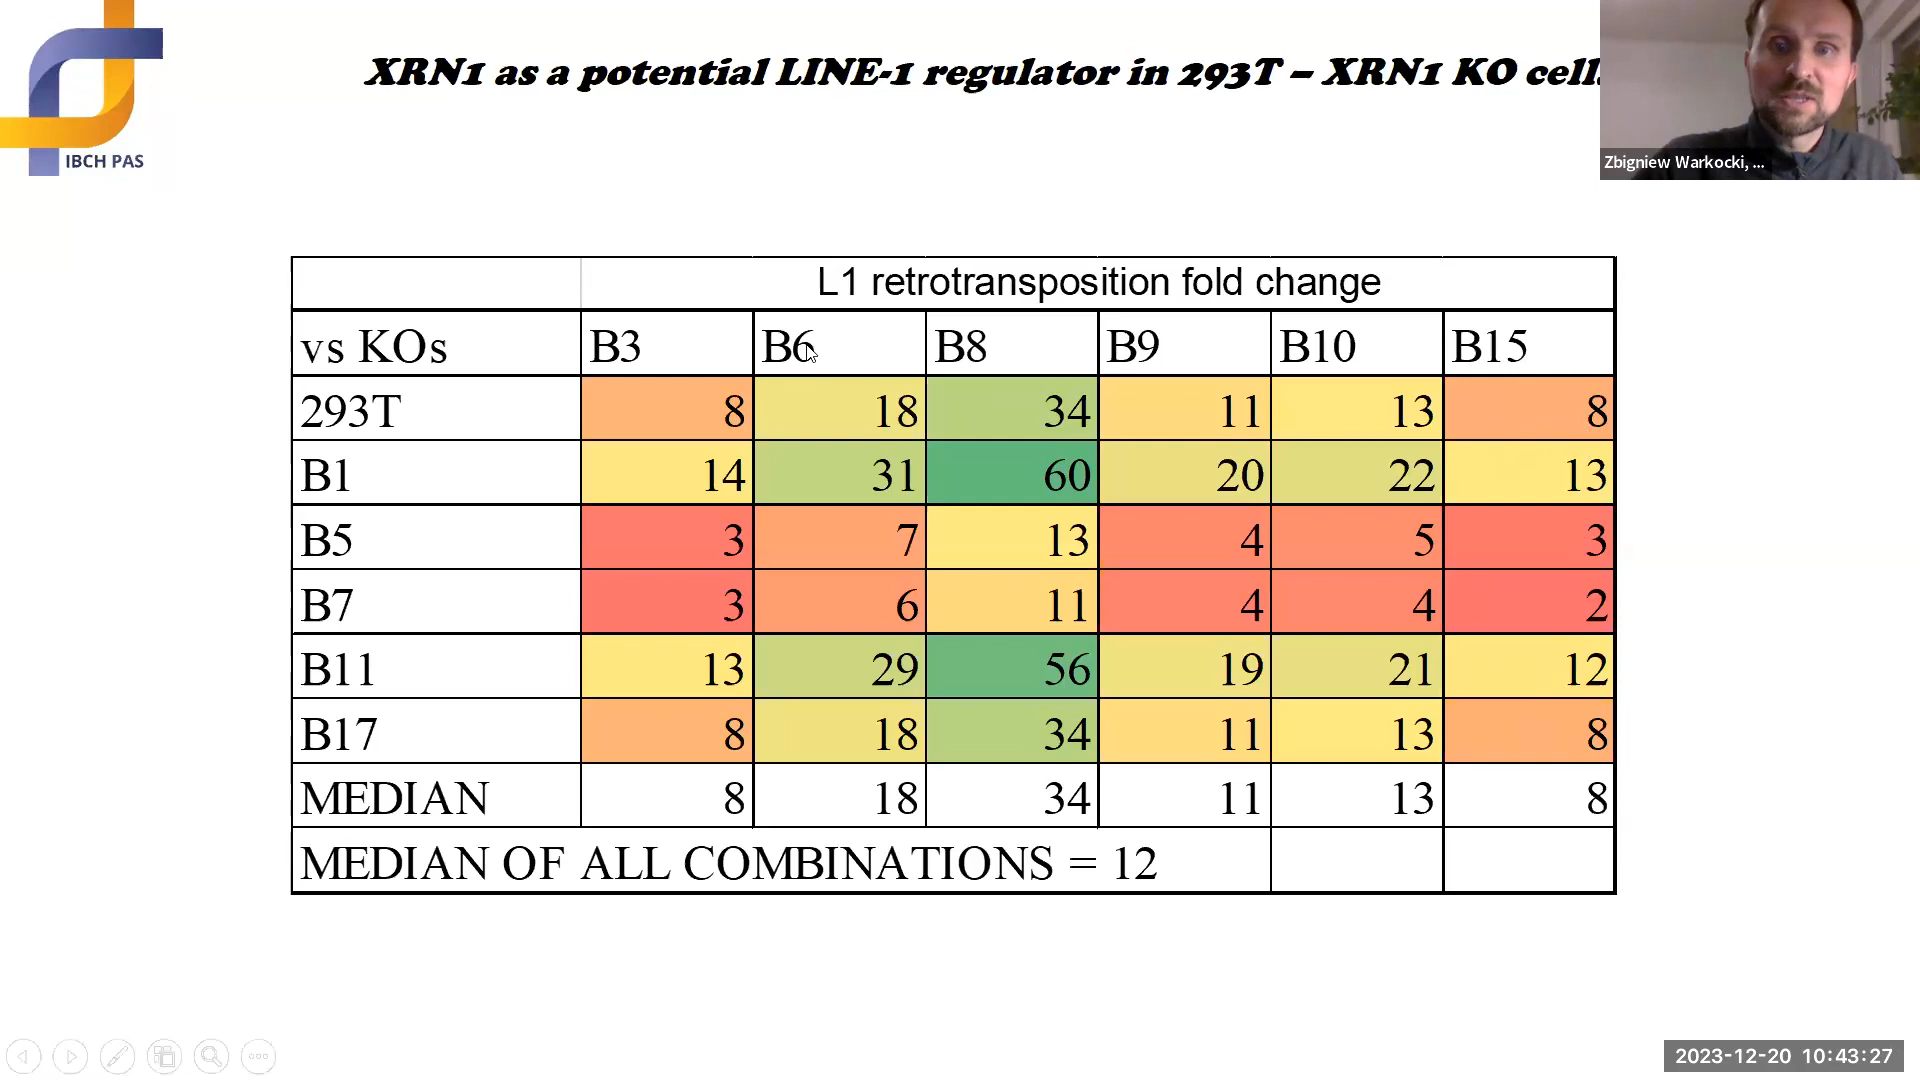 XRN1 as a potential LINE-1 regulator in 293T – XRN1 KO cell
IBCH PAS
Zbigniew Warkocki, ...
L1 retrotransposition fold change
vs KOs B3 B6 B8 B9 B10 B15
293T 8 18 34 11 13 8
B1 14 31 60 20 22 13
B5 3 7 13 4 5 3
B7 3 6 11 4 4 2
B11 13 29 56 19 21 12
B17 8 18 34 11 13 8
MEDIAN 8 18 34 11 13 8
MEDIAN OF ALL COMBINATIONS = 12
2023-12-20 10:43:27